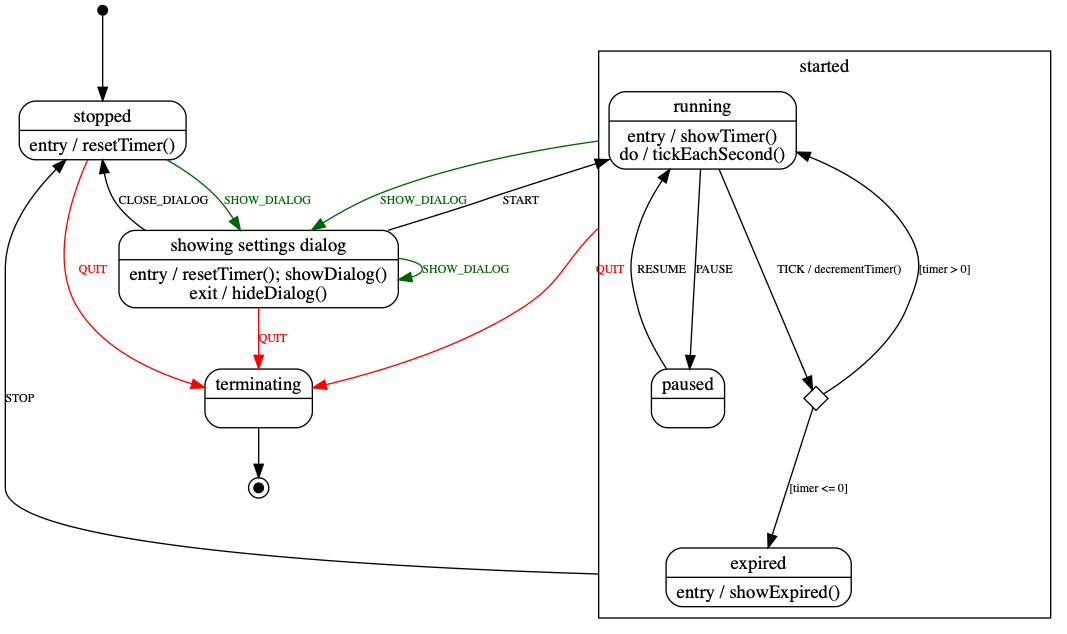 started
running
entry / showTimer()
do / tickEachSecond()
stopped
entry / resetTimer()
CLOSE_DIALOG
SHOW_DIALOG
SHOW_DIALOG
START
showing settings dialog
entry / resetTimer(); showDialog()
exit / hideDialog()
SHOW_DIALOG
QUIT
QUIT
RESUME
PAUSE
TICK / decrementTimer()
[timer > 0]
QUIT
terminating
paused
STOP
[timer <= 0]
expired
entry / showExpired()